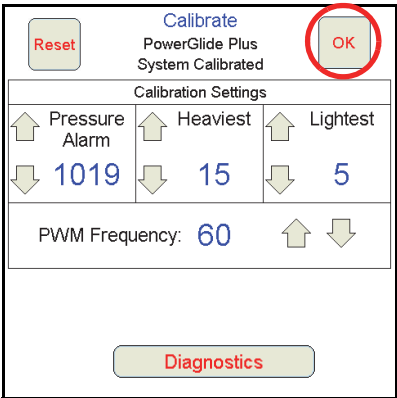 Calibrate
Reset
PowerGlide Plus
OK
System Calibrated
Calibration Settings
Pressure Alarm
1019
Heaviest
15
Lightest
5
PWM Frequency: 60
Diagnostics